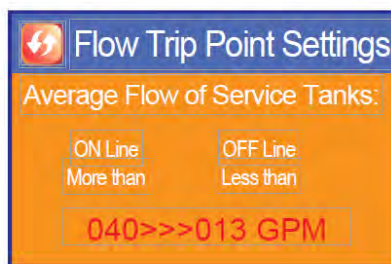 Flow Trip Point Settings
Average Flow of Service Tanks:
ON Line OFF Line
More than Less than
040>>>013 GPM